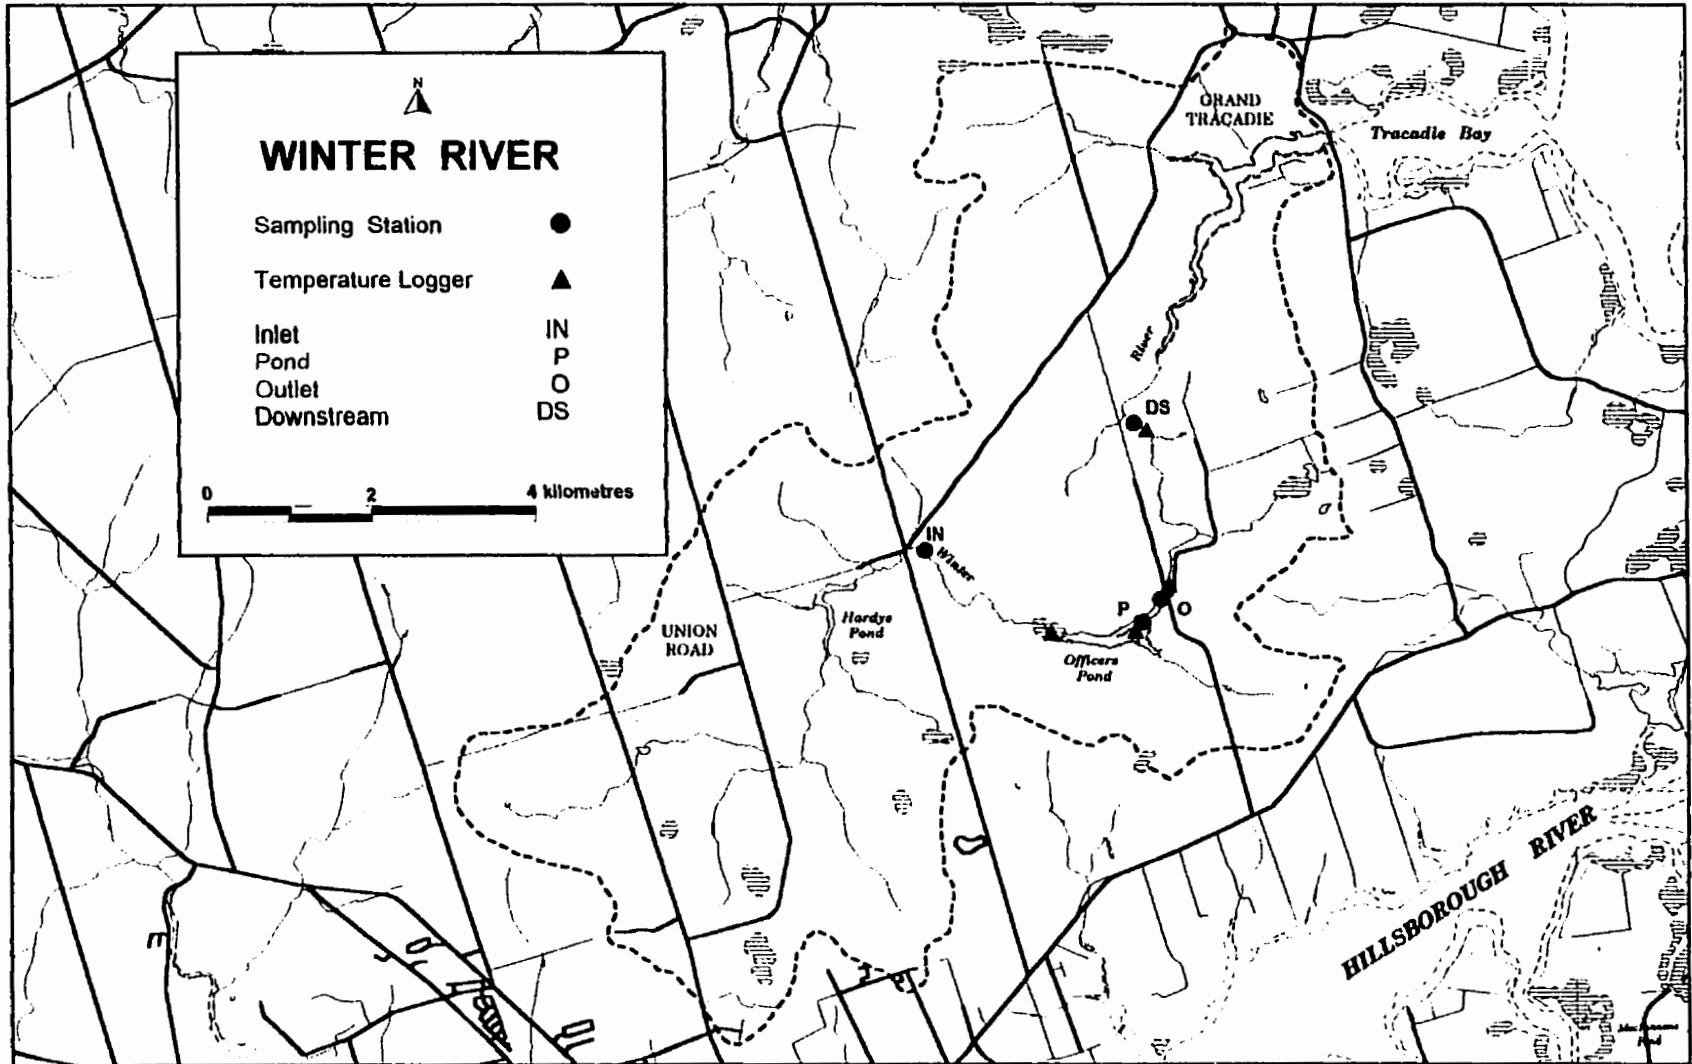 N
WINTER RIVER
Sampling Station
Temperature Logger
Inlet IN
Pond P
Outlet O
Downstream DS
0 2 4 kilometres
GRAND
TRACADIE
Tracadie Bay
River
DS
IN
Winter
P O
Hardys
Pond
UNION
ROAD
Officers
Pond
HILLSBOROUGH RIVER
Pond